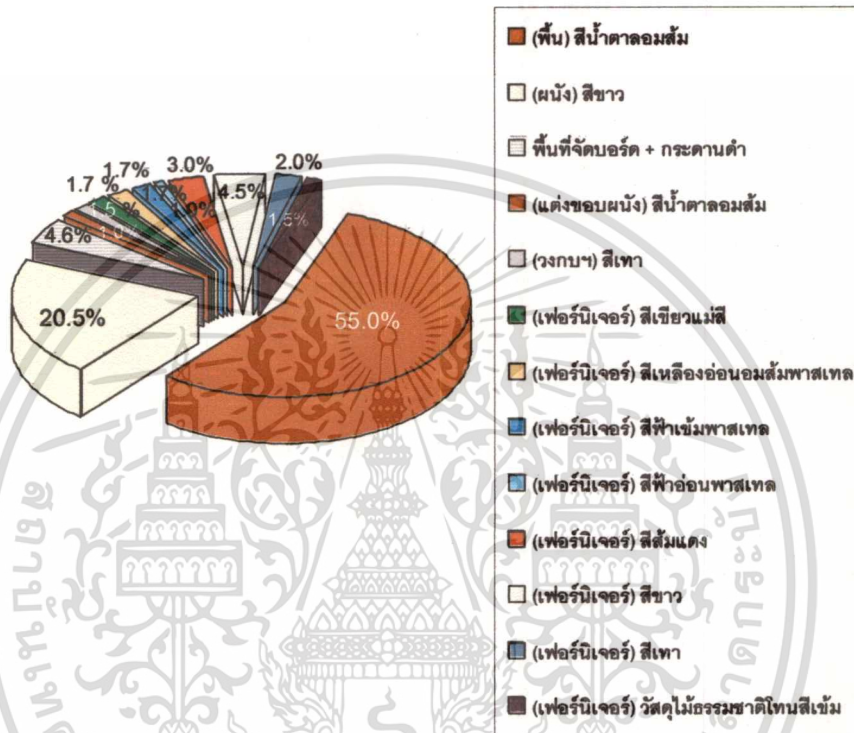 2.0%
3.0%
1.7%
4.5%
1.7 %
1.7%
1.0%
1.5%
1.5 %
4.6%
1.0
20.5%
55.0%
(พื้น) สีน้ำตาลอมส้ม
(ผนัง) สีขาว
พื้นที่จัดบอร์ด + กระดานดำ
(แต่งขอบผนัง) สีน้ำตาลอมส้ม
(วงกบฯ) สีเทา
(เฟอร์นิเจอร์) สีเขียวแม่สี
(เฟอร์นิเจอร์) สีเหลืองอ่อนอมส้มพาสเทล
(เฟอร์นิเจอร์) สีฟ้าเข้มพาสเทล
(เฟอร์นิเจอร์) สีฟ้าอ่อนพาสเทล
(เฟอร์นิเจอร์) สีส้มแดง
(เฟอร์นิเจอร์) สีขาว
(เฟอร์นิเจอร์) สีเทา
(เฟอร์นิเจอร์) วัสดุไม้ธรรมชาติโทนสีเข้ม